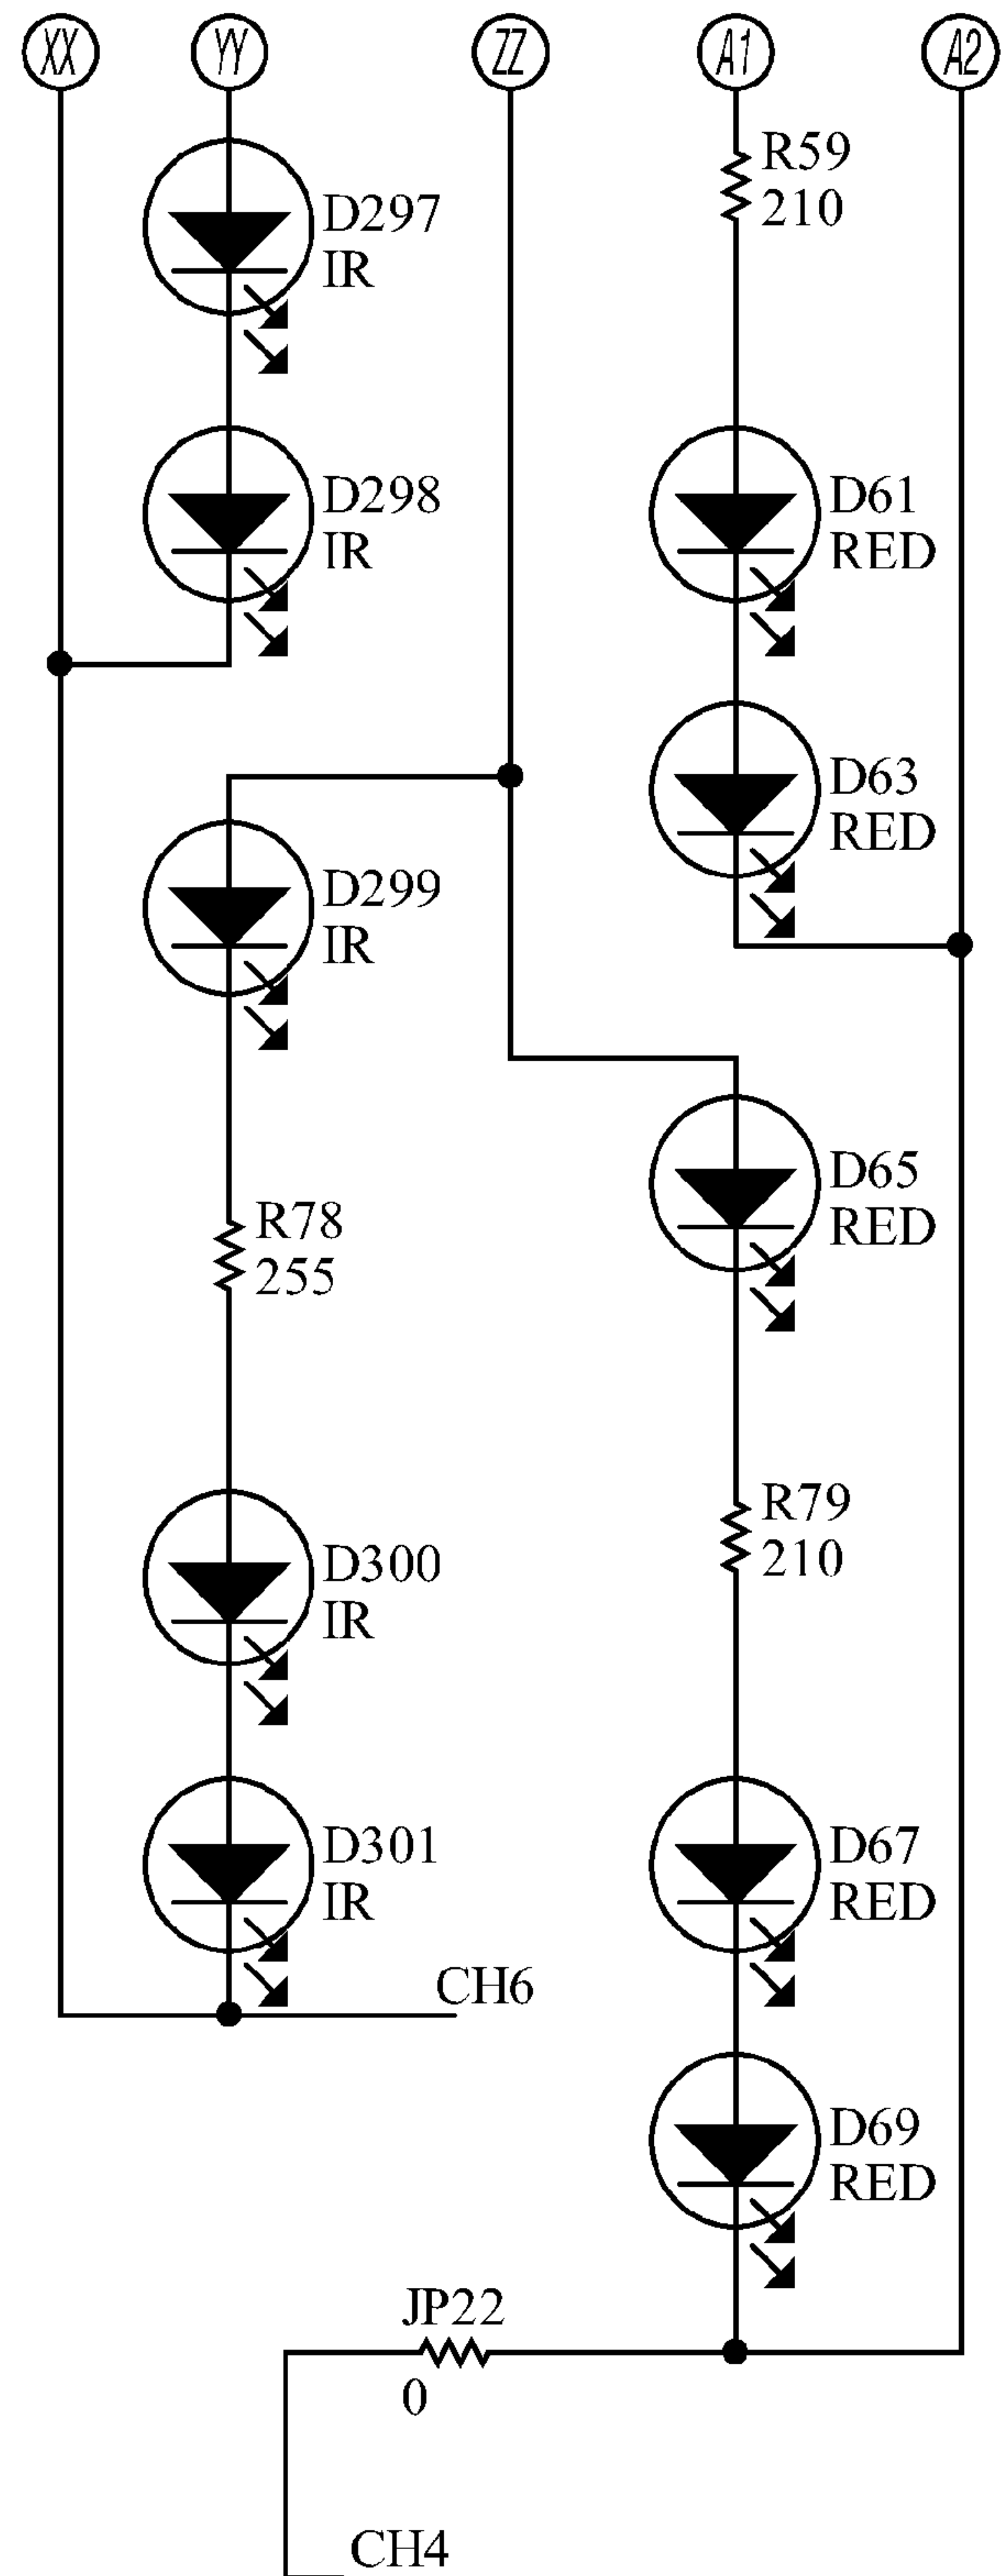 XX YY ZZ A1 A2
R59
210
D297
IR
D298
IR
D61
RED
D63
RED
D299
IR
D65
RED
R78
255
R79
210
D300
IR
D301
IR
D67
RED
CH6
D69
RED
JP22
0
CH4